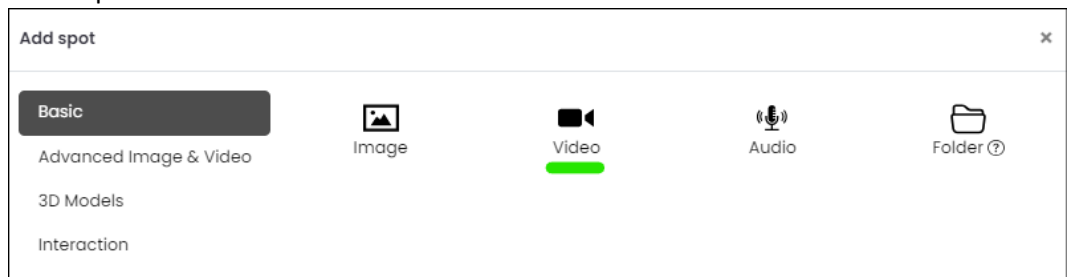 Add spot ×
Basic
Image Video Audio Folder ?
Advanced Image & Video
3D Models
Interaction